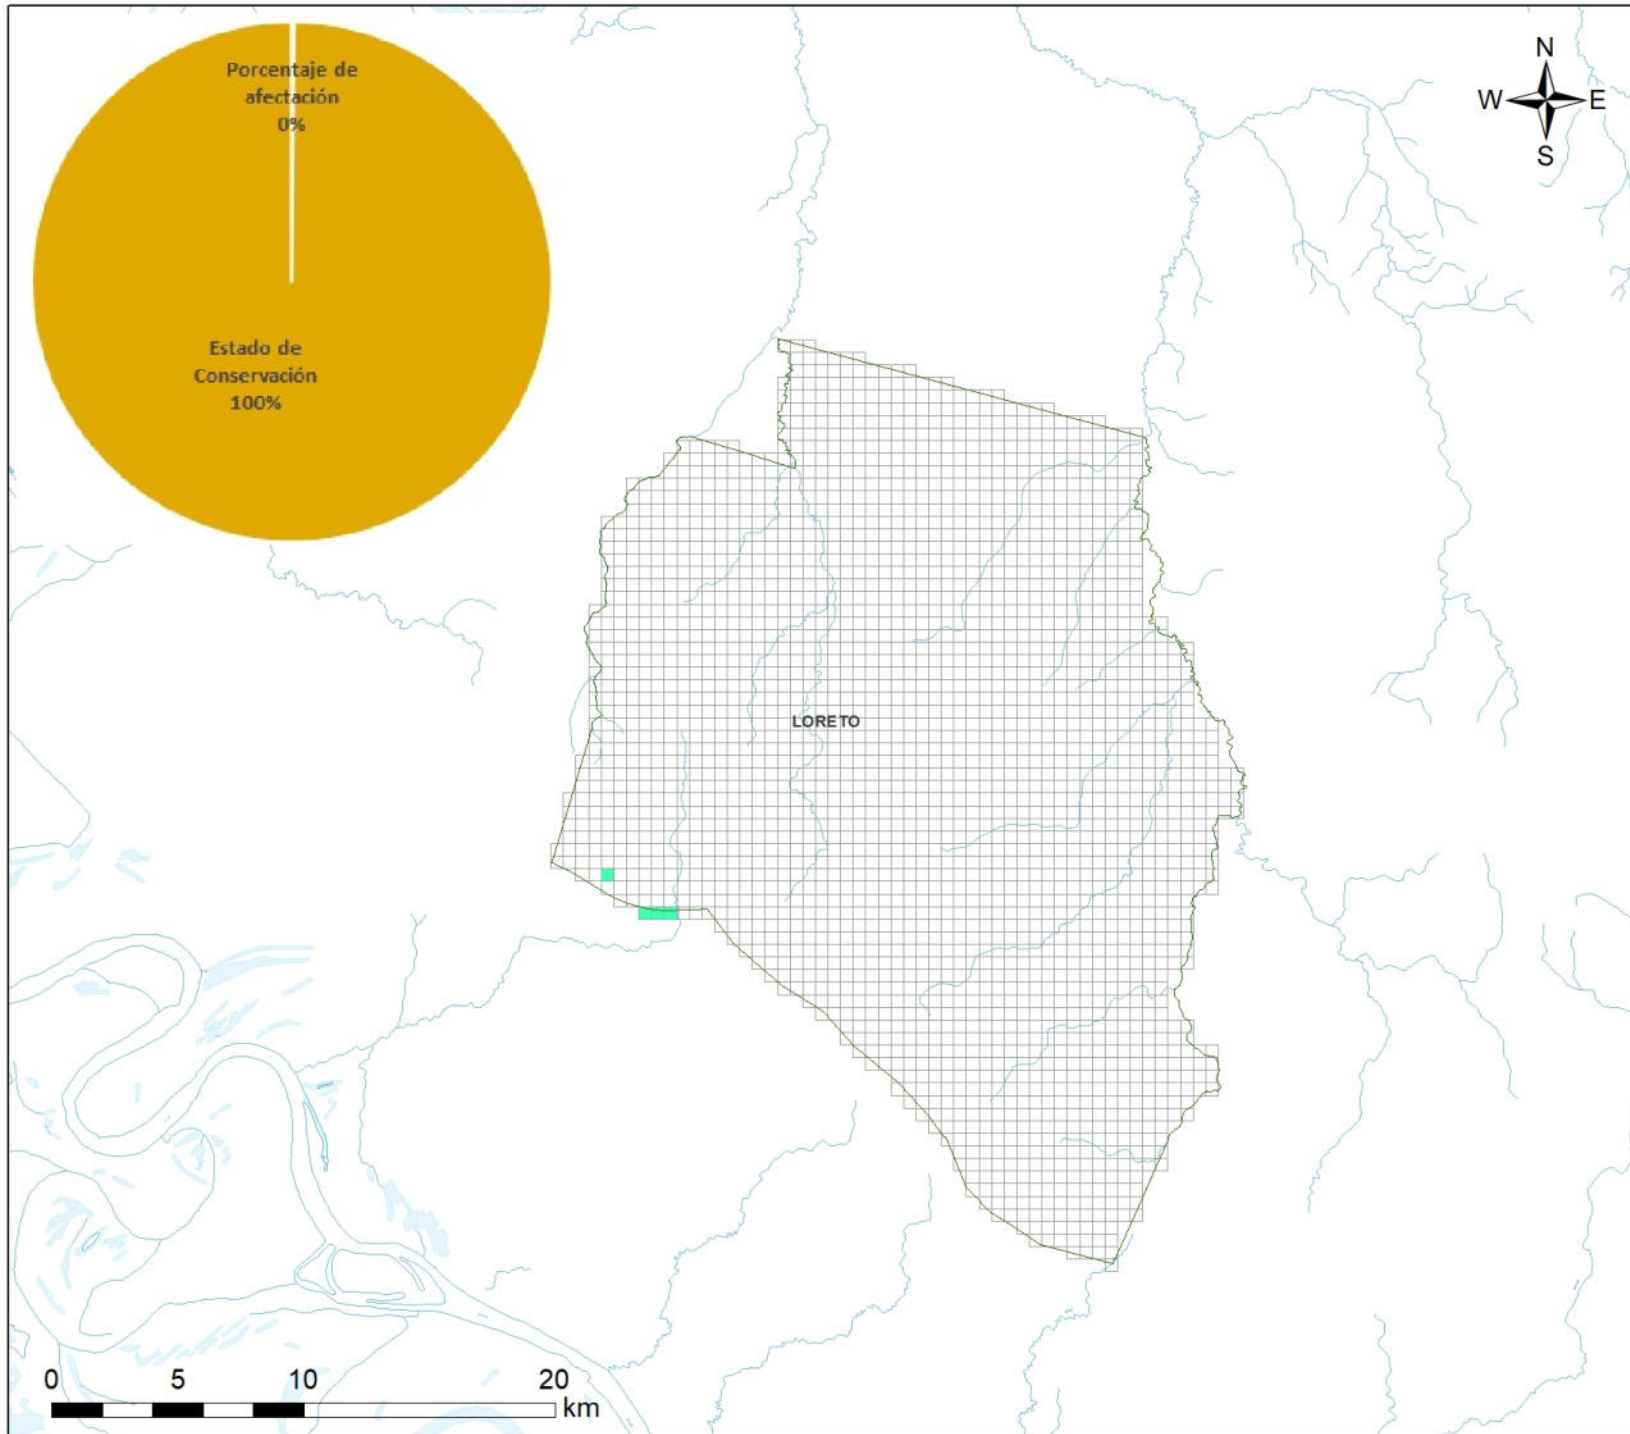 Porcentaje de
afectación
0%
Estado de
Conservación
100%
N
W E
S
LORETO
0 5 10 20
km